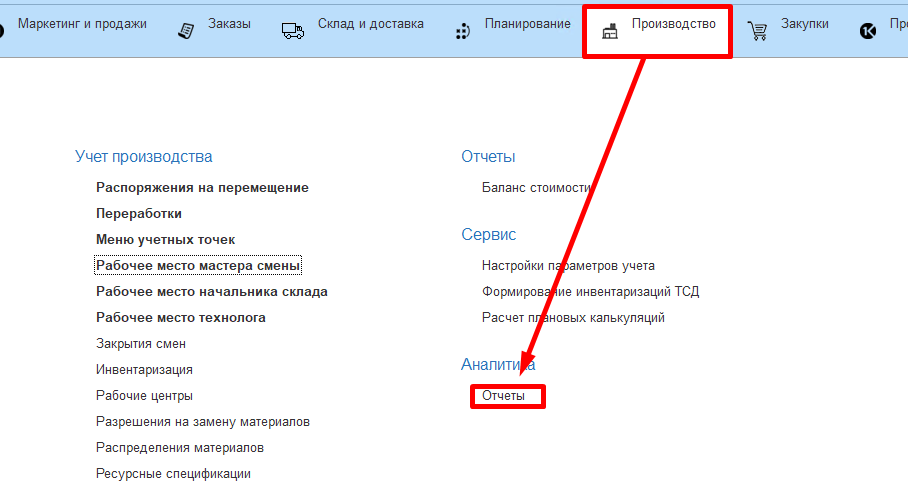 Маркетинг и продажи
Заказы
Склад и доставка
Планирование
Производство
Закупки
Учет производства
Распоряжения на перемещение
Переработки
Меню учетных точек
Рабочее место мастера смены
Рабочее место начальника склада
Рабочее место технолога
Закрытия смен
Инвентаризация
Рабочие центры
Разрешения на замену материалов
Распределения материалов
Ресурсные спецификации
Отчеты
Баланс стоимости
Сервис
Настройки параметров учета
Формирование инвентаризаций ТСД
Расчет плановых калькуляций
Аналитика
Отчеты